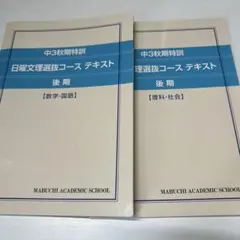 中3秋期特訓
日曜文理選抜コース テキスト
後期
【数学・国語】
MABUCHI ACADEMIC SCHOOL
中3秋期特訓
理選抜コース テキスト
後期
【理科・社会】
MABUCHI ACADEMIC SCHOOL